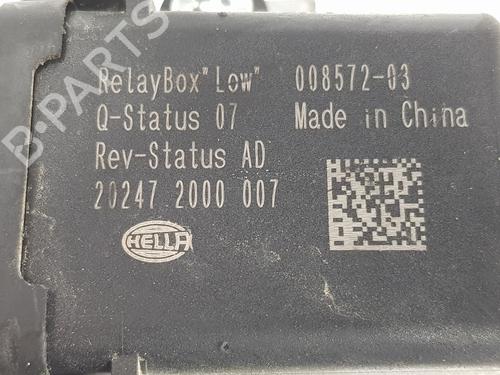 B-PARTS
RelayBox"Low" 008572-03
Q-Status 07 Made in China
Rev-Status AD
20247 2000 007
HELLA